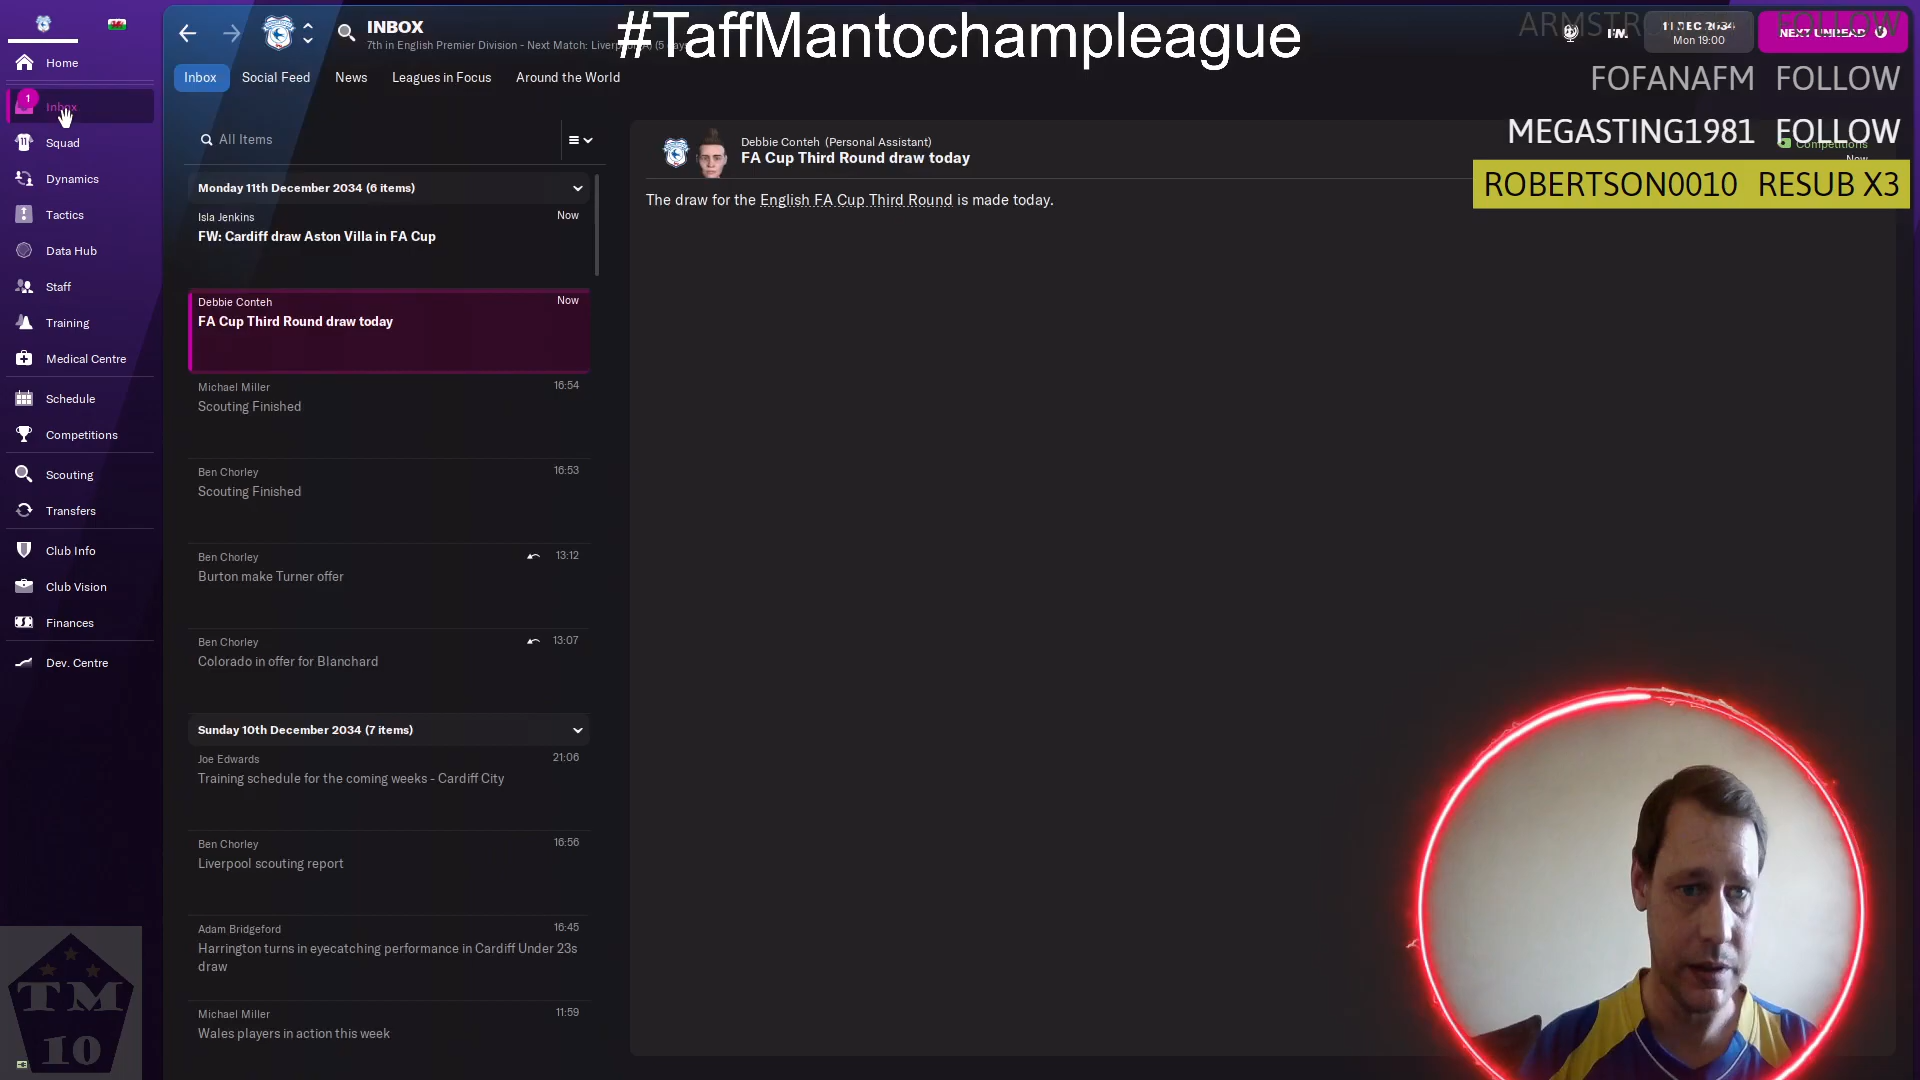 Home
1
Inbox
Squad
Dynamics
Tactics
Data Hub
Staff
Training
Medical Centre
Schedule
Competitions
Scouting
Transfers
Club Info
Club Vision
Finances
Dev. Centre
TM
10
INBOX
7th in English Premier Division - Next Match:
#TaffMantochampleague
Inbox
Social Feed
News
Leagues in Focus
Around the World
FM.
11 DEC 2034
Mon 19:00
FOLLOW
FOFANAFM FOLLOW
MEGASTING1981 FOLLOW
ROBERTSON0010 RESUB X3
Competitions
Now
All Items
Monday 11th December 2034 (6 items)
Isla Jenkins
Now
FW: Cardiff draw Aston Villa in FA Cup
Debbie Conteh
Now
FA Cup Third Round draw today
Michael Miller
16:54
Scouting Finished
Ben Chorley
16:53
Scouting Finished
Ben Chorley
13:12
Burton make Turner offer
Ben Chorley
13:07
Colorado in offer for Blanchard
Sunday 10th December 2034 (7 items)
Joe Edwards
21:06
Training schedule for the coming weeks - Cardiff City
Ben Chorley
16:56
Liverpool scouting report
Adam Bridgeford
16:45
Harrington turns in eyecatching performance in Cardiff Under 23s
draw
Michael Miller
11:59
Wales players in action this week
Debbie Conteh (Personal Assistant)
FA Cup Third Round draw today
The draw for the English FA Cup Third Round is made today.